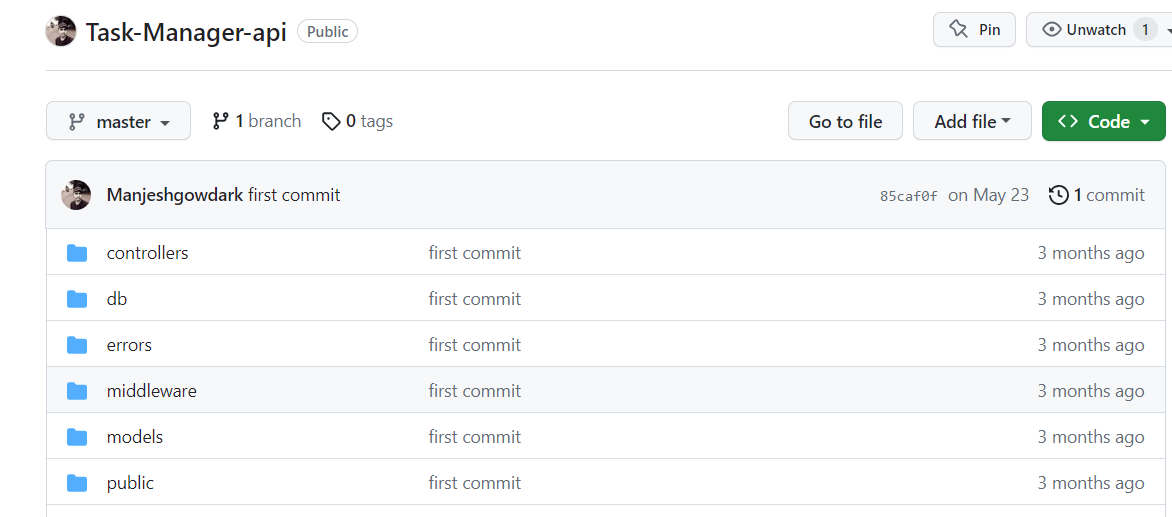 Task-Manager-api Public Pin Unwatch 1
master 1 branch 0 tags Go to file Add file Code
Manjeshgowdark first commit 85caf0f on May 23 1 commit
controllers first commit 3 months ago
db first commit 3 months ago
errors first commit 3 months ago
middleware first commit 3 months ago
models first commit 3 months ago
public first commit 3 months ago